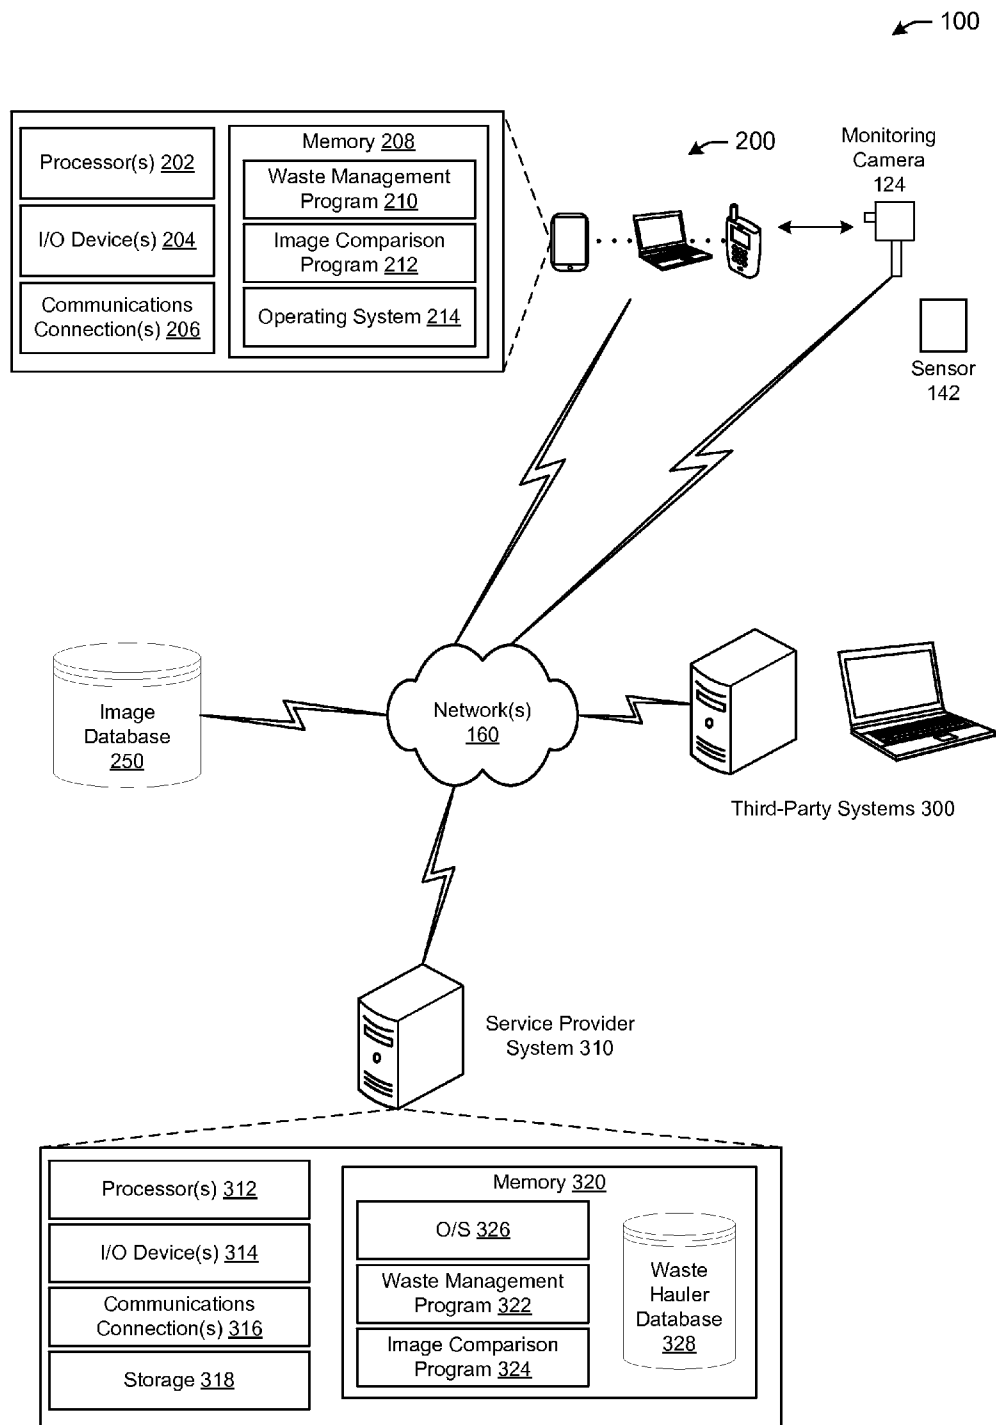 100
Processor(s) 202
I/O Device(s) 204
Communications
Connection(s) 206
Memory 208
Waste Management
Program 210
Image Comparison
Program 212
Operating System 214
200
Monitoring
Camera
124
Sensor
142
Image
Database
250
Network(s)
160
Third-Party Systems 300
Service Provider
System 310
Processor(s) 312
I/O Device(s) 314
Communications
Connection(s) 316
Storage 318
Memory 320
O/S 326
Waste Management
Program 322
Image Comparison
Program 324
Waste
Hauler
Database
328